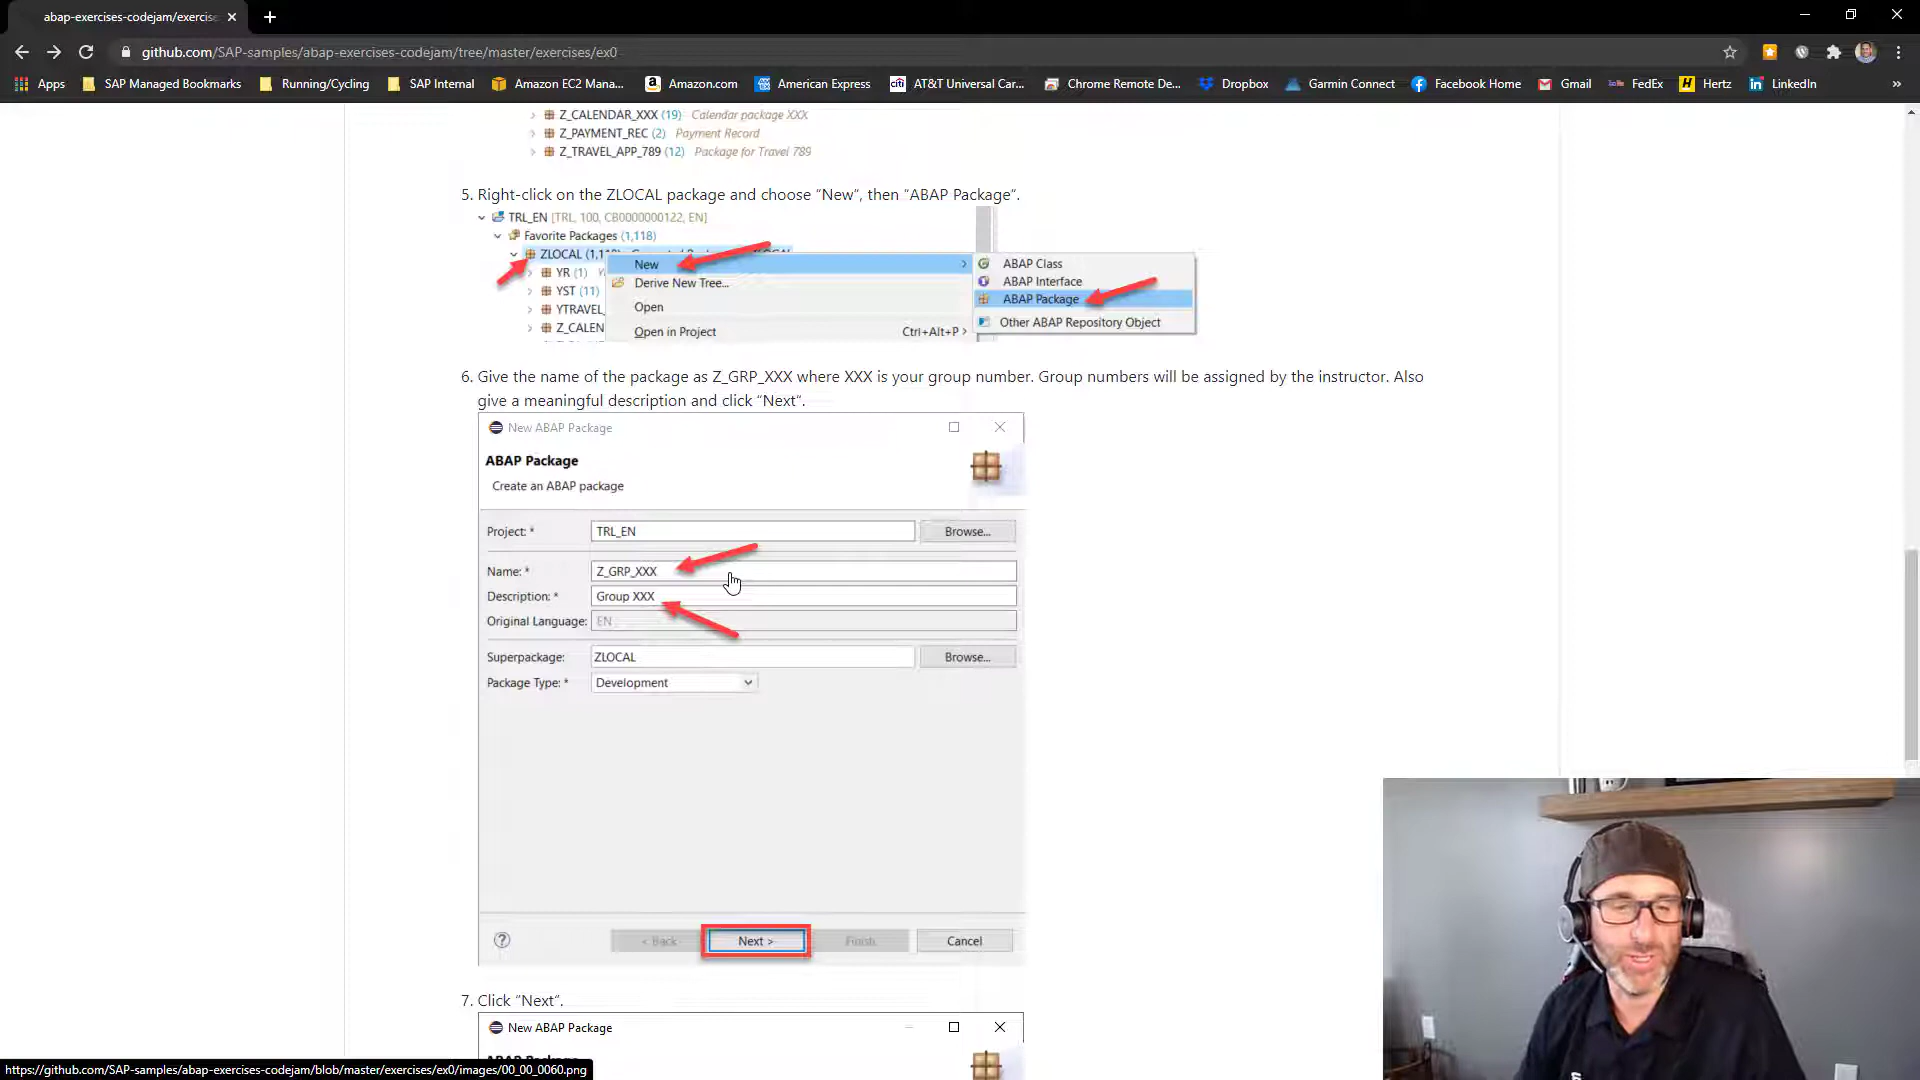 abap-exercises-codejam/exercise
github.com/SAP-samples/abap-exercises-codejam/tree/master/exercises/ex0
Apps SAP Managed Bookmarks Running/Cycling SAP Internal Amazon EC2 Mana... Amazon.com American Express AT&T Universal Car... Chrome Remote De... Dropbox Garmin Connect Facebook Home Gmail FedEx Hertz LinkedIn »
Z_CALENDAR_XXX (19) Calendar package XXX
Z_PAYMENT_REC (2) Payment Record
Z_TRAVEL_APP_789 (12) Package for Travel 789
5. Right-click on the ZLOCAL package and choose “New”, then “ABAP Package”.
TRL_EN [TRL, 100, CB0000000122, EN]
Favorite Packages (1,118)
ZLOCAL
New
ABAP Class
YR (1)
Derive New Tree...
ABAP Interface
YST (11)
Open
ABAP Package
YTRAVEL_
Other ABAP Repository Object
Z_CALEN
Open in Project Ctrl+Alt+P
6. Give the name of the package as Z_GRP_XXX where XXX is your group number. Group numbers will be assigned by the instructor. Also
give a meaningful description and click “Next”.
New ABAP Package
ABAP Package
Create an ABAP package
Project: * TRL_EN Browse...
Name: * Z_GRP_XXX
Description: * Group XXX
Original Language: EN
Superpackage: ZLOCAL Browse...
Package Type: * Development
? < Back Next > Finish Cancel
7. Click “Next”.
New ABAP Package
ABAP Package
https://github.com/SAP-samples/abap-exercises-codejam/blob/master/exercises/ex0/images/00_00_0060.png